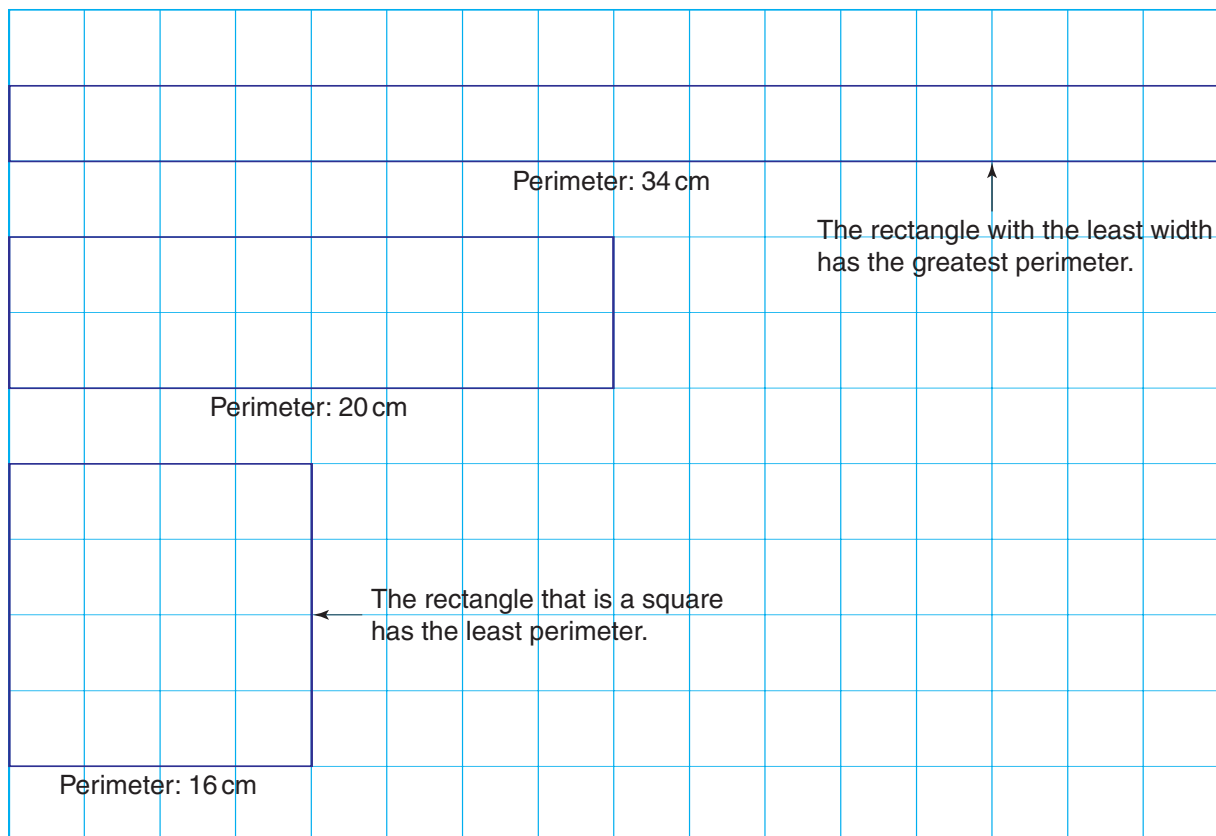 Perimeter: 34 cm
The rectangle with the least width
has the greatest perimeter.
Perimeter: 20 cm
The rectangle that is a square
has the least perimeter.
Perimeter: 16 cm